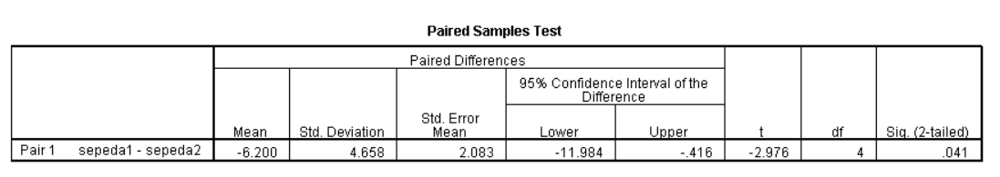 Paired Samples Test
Paired Differences
95% Confidence Interval of the
Difference
Std. Error
Mean Std. Deviation Mean Lower Upper t df Sig. (2-tailed)
Pair 1 sepeda1 - sepeda2 -6.200 4.658 2.083 -11.984 -.416 -2.976 4 .041